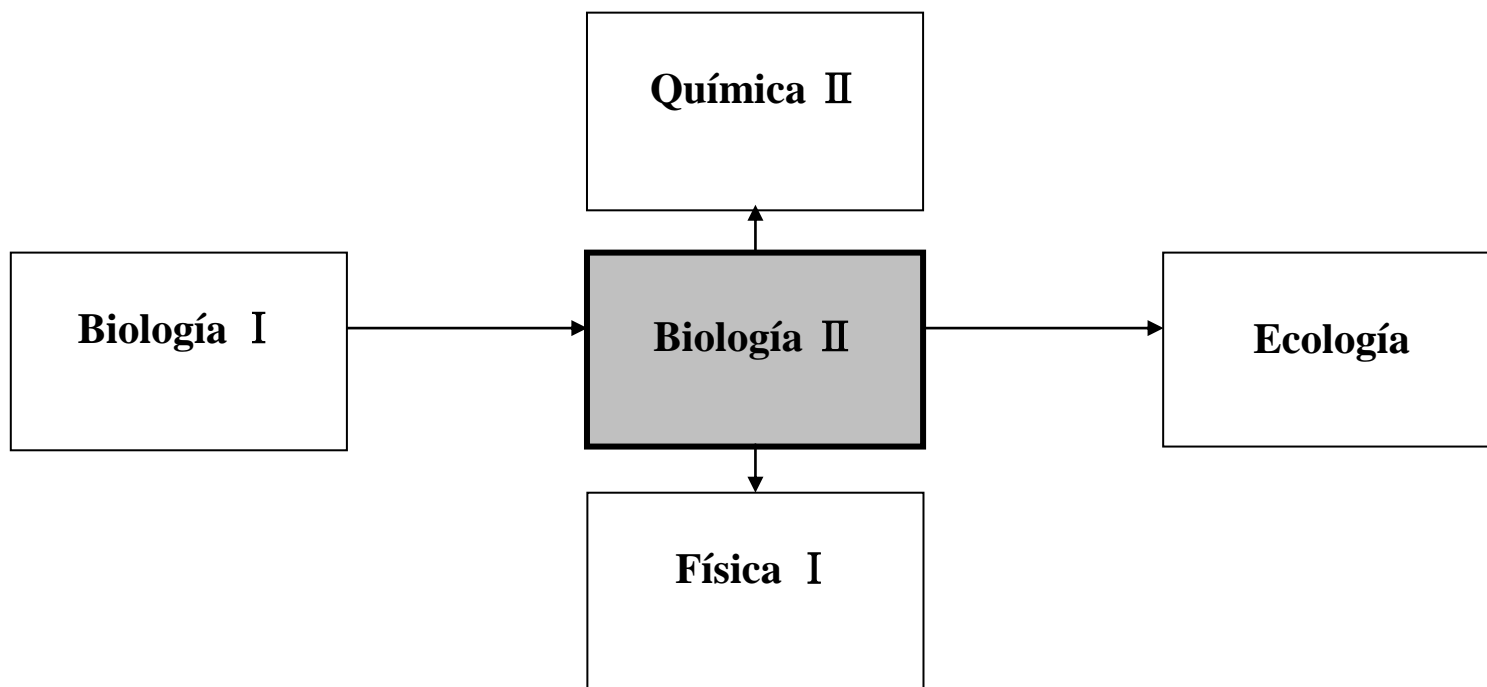 Química Ⅱ
Biología Ⅰ
Biología Ⅱ
Ecología
Física Ⅰ